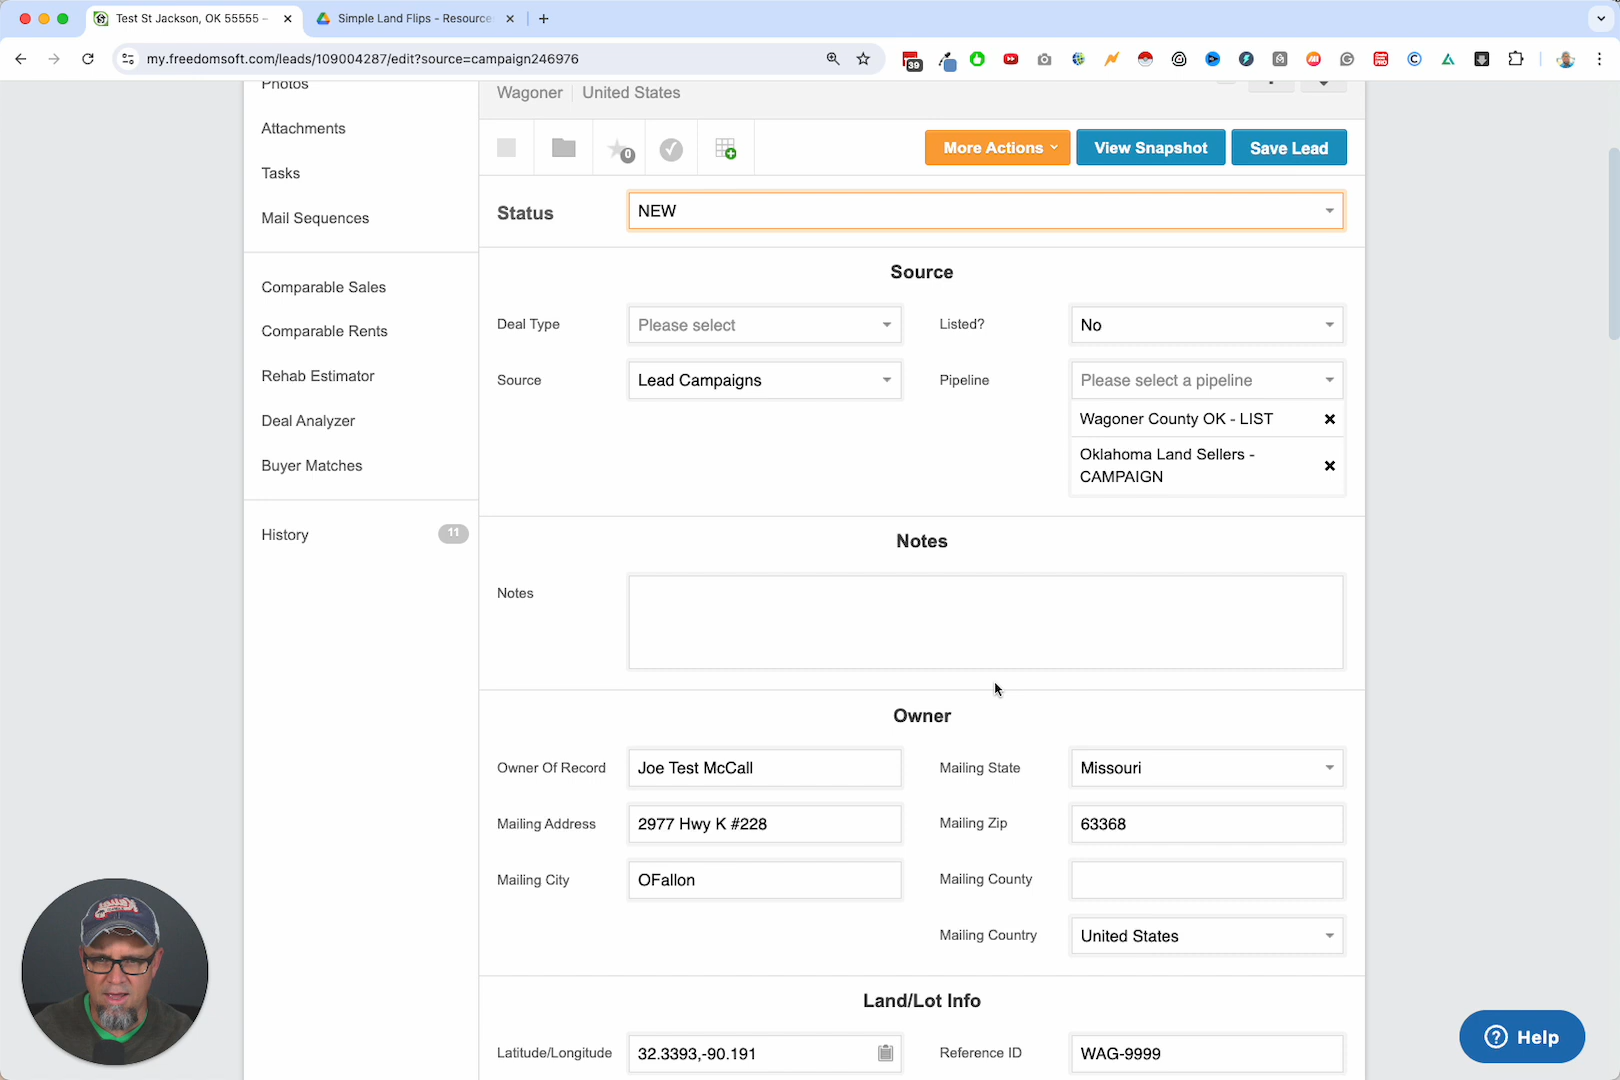 Test St Jackson, OK 55555 –
Simple Land Flips - Resource
my.freedomsoft.com/leads/109004287/edit?source=campaign246976
39
Photos
Attachments
Tasks
Mail Sequences
Comparable Sales
Comparable Rents
Rehab Estimator
Deal Analyzer
Buyer Matches
History 11
Wagoner | United States
0
More Actions
View Snapshot
Save Lead
Status NEW
Source
Deal Type Please select
Listed? No
Source Lead Campaigns
Pipeline Please select a pipeline
Wagoner County OK - LIST
Oklahoma Land Sellers -
CAMPAIGN
Notes
Notes
Owner
Owner Of Record Joe Test McCall
Mailing State Missouri
Mailing Address 2977 Hwy K #228
Mailing Zip 63368
Mailing City OFallon
Mailing County
Mailing Country United States
Land/Lot Info
Latitude/Longitude 32.3393,-90.191
Reference ID WAG-9999
Help